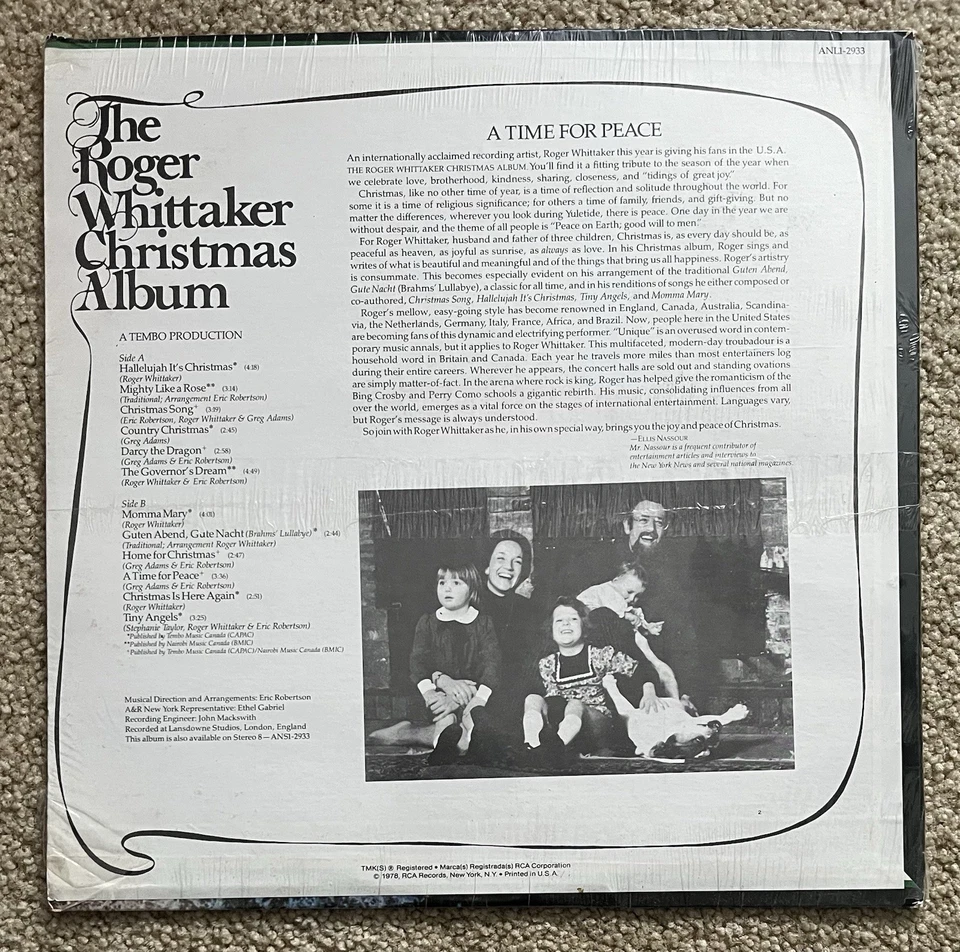 ANL1-2933
The
Roger
Whittaker
Christmas
Album
A TEMBO PRODUCTION
Side A
Hallelujah It's Christmas* (4:18)
(Roger Whittaker)
Mighty Like a Rose** (3:14)
(Traditional; Arrangement Eric Robertson)
Christmas Song+ (3:19)
(Eric Robertson, Roger Whittaker & Greg Adams)
Country Christmas* (2:45)
(Greg Adams)
Darcy the Dragon+ (2:58)
(Greg Adams & Eric Robertson)
The Governor's Dream** (4:49)
(Roger Whittaker & Eric Robertson)
Side B
Momma Mary* (4:01)
(Roger Whittaker)
Guten Abend, Gute Nacht (Brahms' Lullabye)* (2:44)
(Traditional; Arrangement Roger Whittaker)
Home for Christmas+ (2:47)
(Greg Adams & Eric Robertson)
A Time for Peace+ (3:36)
(Greg Adams & Eric Robertson)
Christmas Is Here Again* (2:51)
(Roger Whittaker)
Tiny Angels* (3:25)
(Stephanie Taylor, Roger Whittaker & Eric Robertson)
*Published by Tembo Music Canada (CAPAC)
**Published by Nairobi Music Canada (BMIC)
+Published by Tembo Music Canada (CAPAC)/Nairobi Music Canada (BMIC)
Musical Direction and Arrangements: Eric Robertson
A&R New York Representative: Ethel Gabriel
Recording Engineer: John Mackswith
Recorded at Lansdowne Studios, London, England
This album is also available on Stereo 8—ANS1-2933
A TIME FOR PEACE
An internationally acclaimed recording artist, Roger Whittaker this year is giving his fans in the U.S.A.
THE ROGER WHITTAKER CHRISTMAS ALBUM. You'll find it a fitting tribute to the season of the year when
we celebrate love, brotherhood, kindness, sharing, closeness, and "tidings of great joy."
Christmas, like no other time of year, is a time of reflection and solitude throughout the world. For
some it is a time of religious significance; for others a time of family, friends, and gift-giving. But no
matter the differences, wherever you look during Yuletide, there is peace. One day in the year we are
without despair, and the theme of all people is "Peace on Earth; good will to men".
For Roger Whittaker, husband and father of three children, Christmas is, as every day should be, as
peaceful as heaven, as joyful as sunrise, as always as love. In his Christmas album, Roger sings and
writes of what is beautiful and meaningful and of the things that bring us all happiness. Roger's artistry
is consummate. This becomes especially evident on his arrangement of the traditional Guten Abend,
Gute Nacht (Brahms' Lullabye), a classic for all time, and in his renditions of songs he either composed or
co-authored, Christmas Song, Hallelujah It's Christmas, Tiny Angels, and Momma Mary.
Roger's mellow, easy-going style has become renowned in England, Canada, Australia, Scandina-
via, the Netherlands, Germany, Italy, France, Africa, and Brazil. Now, people here in the United States
are becoming fans of this dynamic and electrifying performer. "Unique" is an overused word in contem-
porary music annals, but it applies to Roger Whittaker. This multifaceted, modern-day troubadour is a
household word in Britain and Canada. Each year he travels more miles than most entertainers log
during their entire careers. Wherever he appears, the concert halls are sold out and standing ovations
are simply matter-of-fact. In the arena where rock is king, Roger has helped give the romanticism of the
Bing Crosby and Perry Como schools a gigantic rebirth. His music, consolidating influences from all
over the world, emerges as a vital force on the stages of international entertainment. Languages vary,
but Roger's message is always understood.
So join with Roger Whittaker as he, in his own special way, brings you the joy and peace of Christmas.
—ELLIS NASSOUR
Mr. Nassour is a frequent contributor of
entertainment articles and interviews to
the New York News and several national magazines.
2
TMK(S) ® Registered • Marca(s) Registrada(s) RCA Corporation
© 1978, RCA Records, New York, N.Y. • Printed in U.S.A.